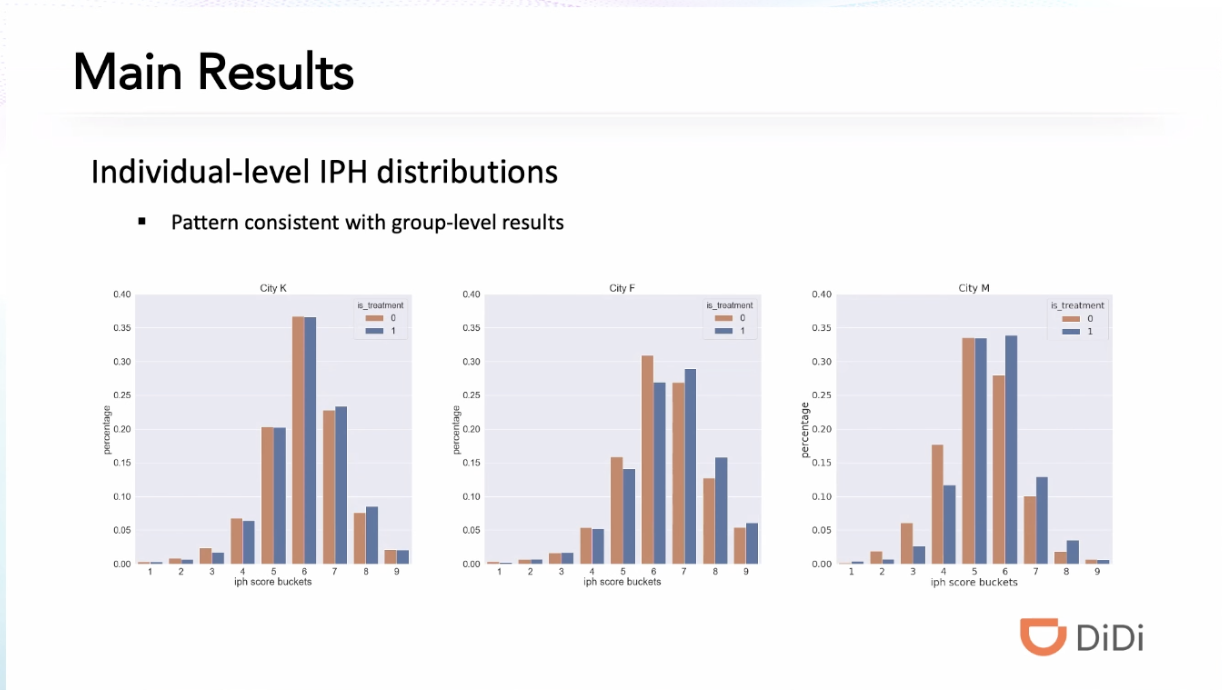 Main Results
Individual-level IPH distributions
▪ Pattern consistent with group-level results
City K
is_treatment
0
1
percentage
0.40
0.35
0.30
0.25
0.20
0.15
0.10
0.05
0.00
1 2 3 4 5 6 7 8 9
iph score buckets
City F
is_treatment
0
1
percentage
0.40
0.35
0.30
0.25
0.20
0.15
0.10
0.05
0.00
1 2 3 4 5 6 7 8 9
iph score buckets
City M
is_treatment
0
1
percentage
0.40
0.35
0.30
0.25
0.20
0.15
0.10
0.05
0.00
1 2 3 4 5 6 7 8 9
iph score buckets
DiDi